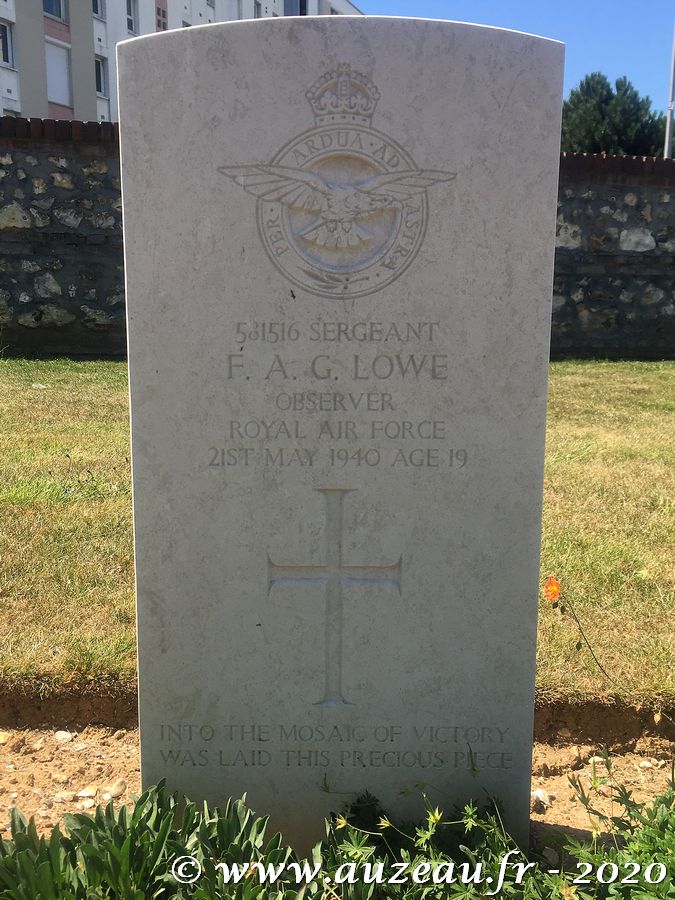 PER · ARDUA · AD ASTRA
581516 SERGEANT
F. A. G. LOWE
OBSERVER
ROYAL AIR FORCE
21ST MAY 1940 AGE 19
INTO THE MOSAIC OF VICTORY
WAS LAID THIS PRECIOUS PIECE
© www.auzeau.fr - 2020